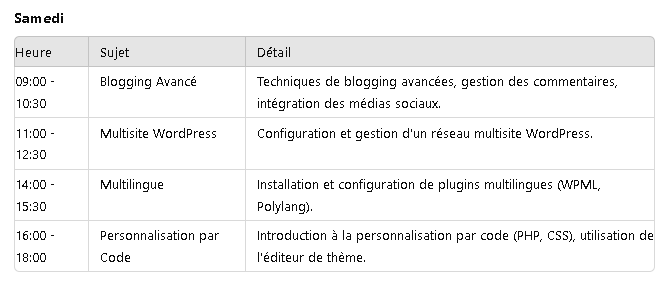 Samedi
Heure Sujet Détail
09:00 - Blogging Avancé Techniques de blogging avancées, gestion des commentaires,
10:30 intégration des médias sociaux.
11:00 - Multisite WordPress Configuration et gestion d'un réseau multisite WordPress.
12:30
14:00 - Multilingue Installation et configuration de plugins multilingues (WPML,
15:30 Polylang).
16:00 - Personnalisation par Introduction à la personnalisation par code (PHP, CSS), utilisation de
18:00 Code l'éditeur de thème.